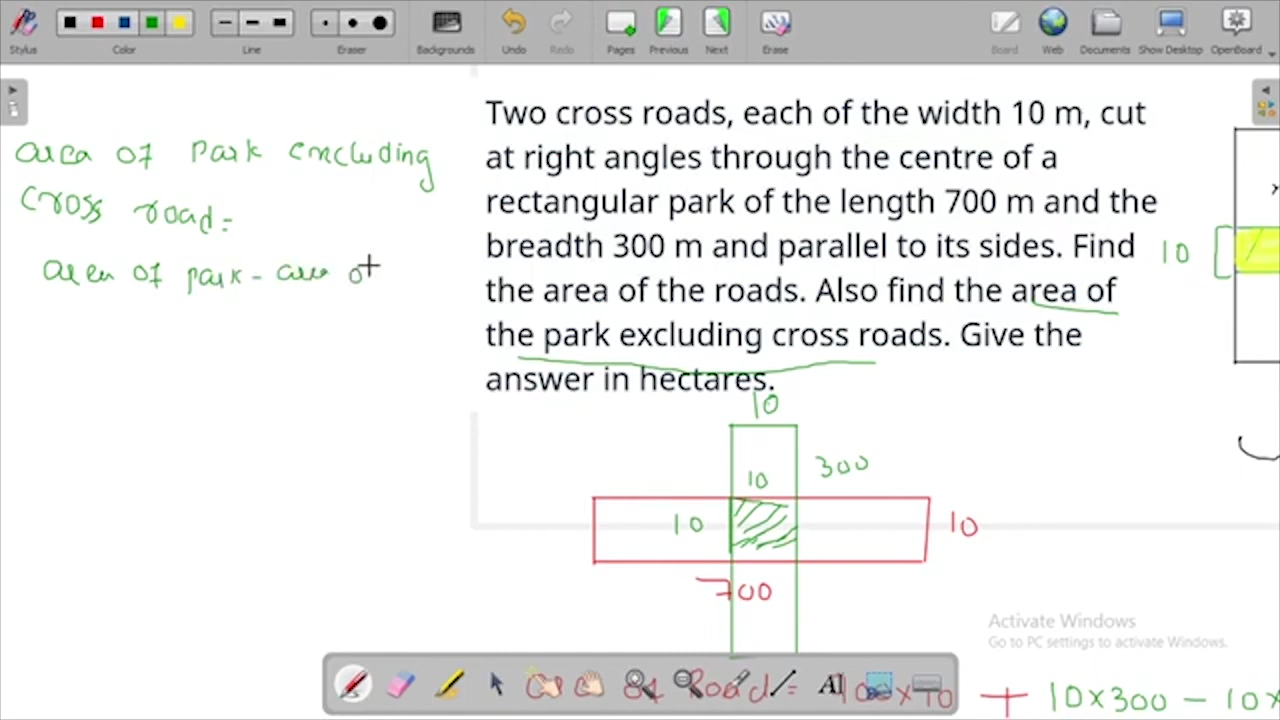 Stylus
Color
Line
Eraser
Backgrounds
Undo
Redo
Pages
Previous
Next
Erase
Board
Web
Documents
Show Desktop
OpenBoard
area of Park excluding
cross road =
area of park - area of
Two cross roads, each of the width 10 m, cut
at right angles through the centre of a
rectangular park of the length 700 m and the
breadth 300 m and parallel to its sides. Find
the area of the roads. Also find the area of
the park excluding cross roads. Give the
answer in hectares.
10
10
300
10
10
10
700
Activate Windows
Go to PC settings to activate Windows.
Road =
+ 10×300 - 10×